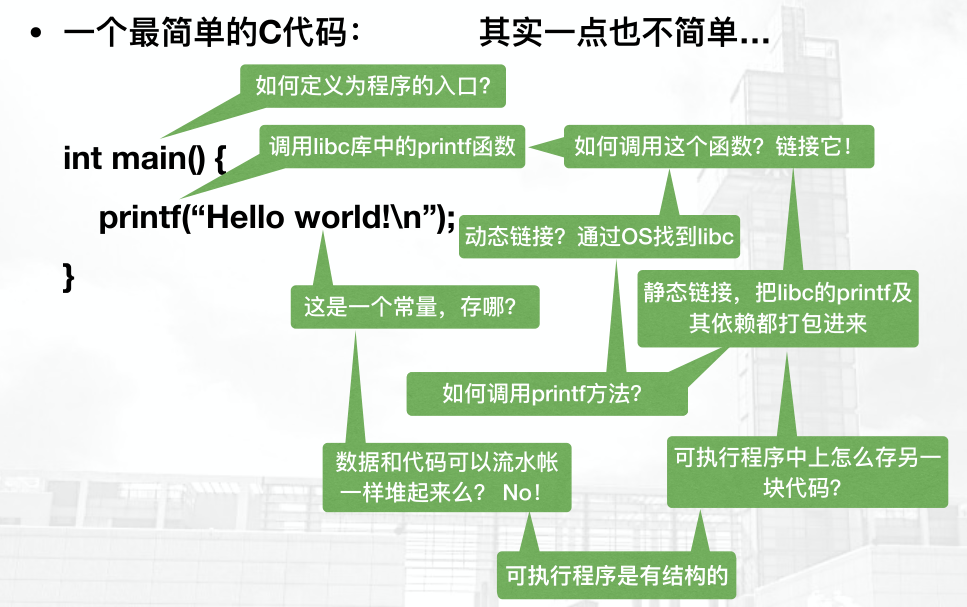 • 一个最简单的C代码：
其实一点也不简单...
如何定义为程序的入口？
int main() {
调用libc库中的printf函数
如何调用这个函数？链接它！
printf(“Hello world!\n”);
动态链接？通过OS找到libc
}
这是一个常量，存哪？
静态链接，把libc的printf及
其依赖都打包进来
如何调用printf方法？
数据和代码可以流水帐
一样堆起来么？ No！
可执行程序中上怎么存另一
块代码？
可执行程序是有结构的